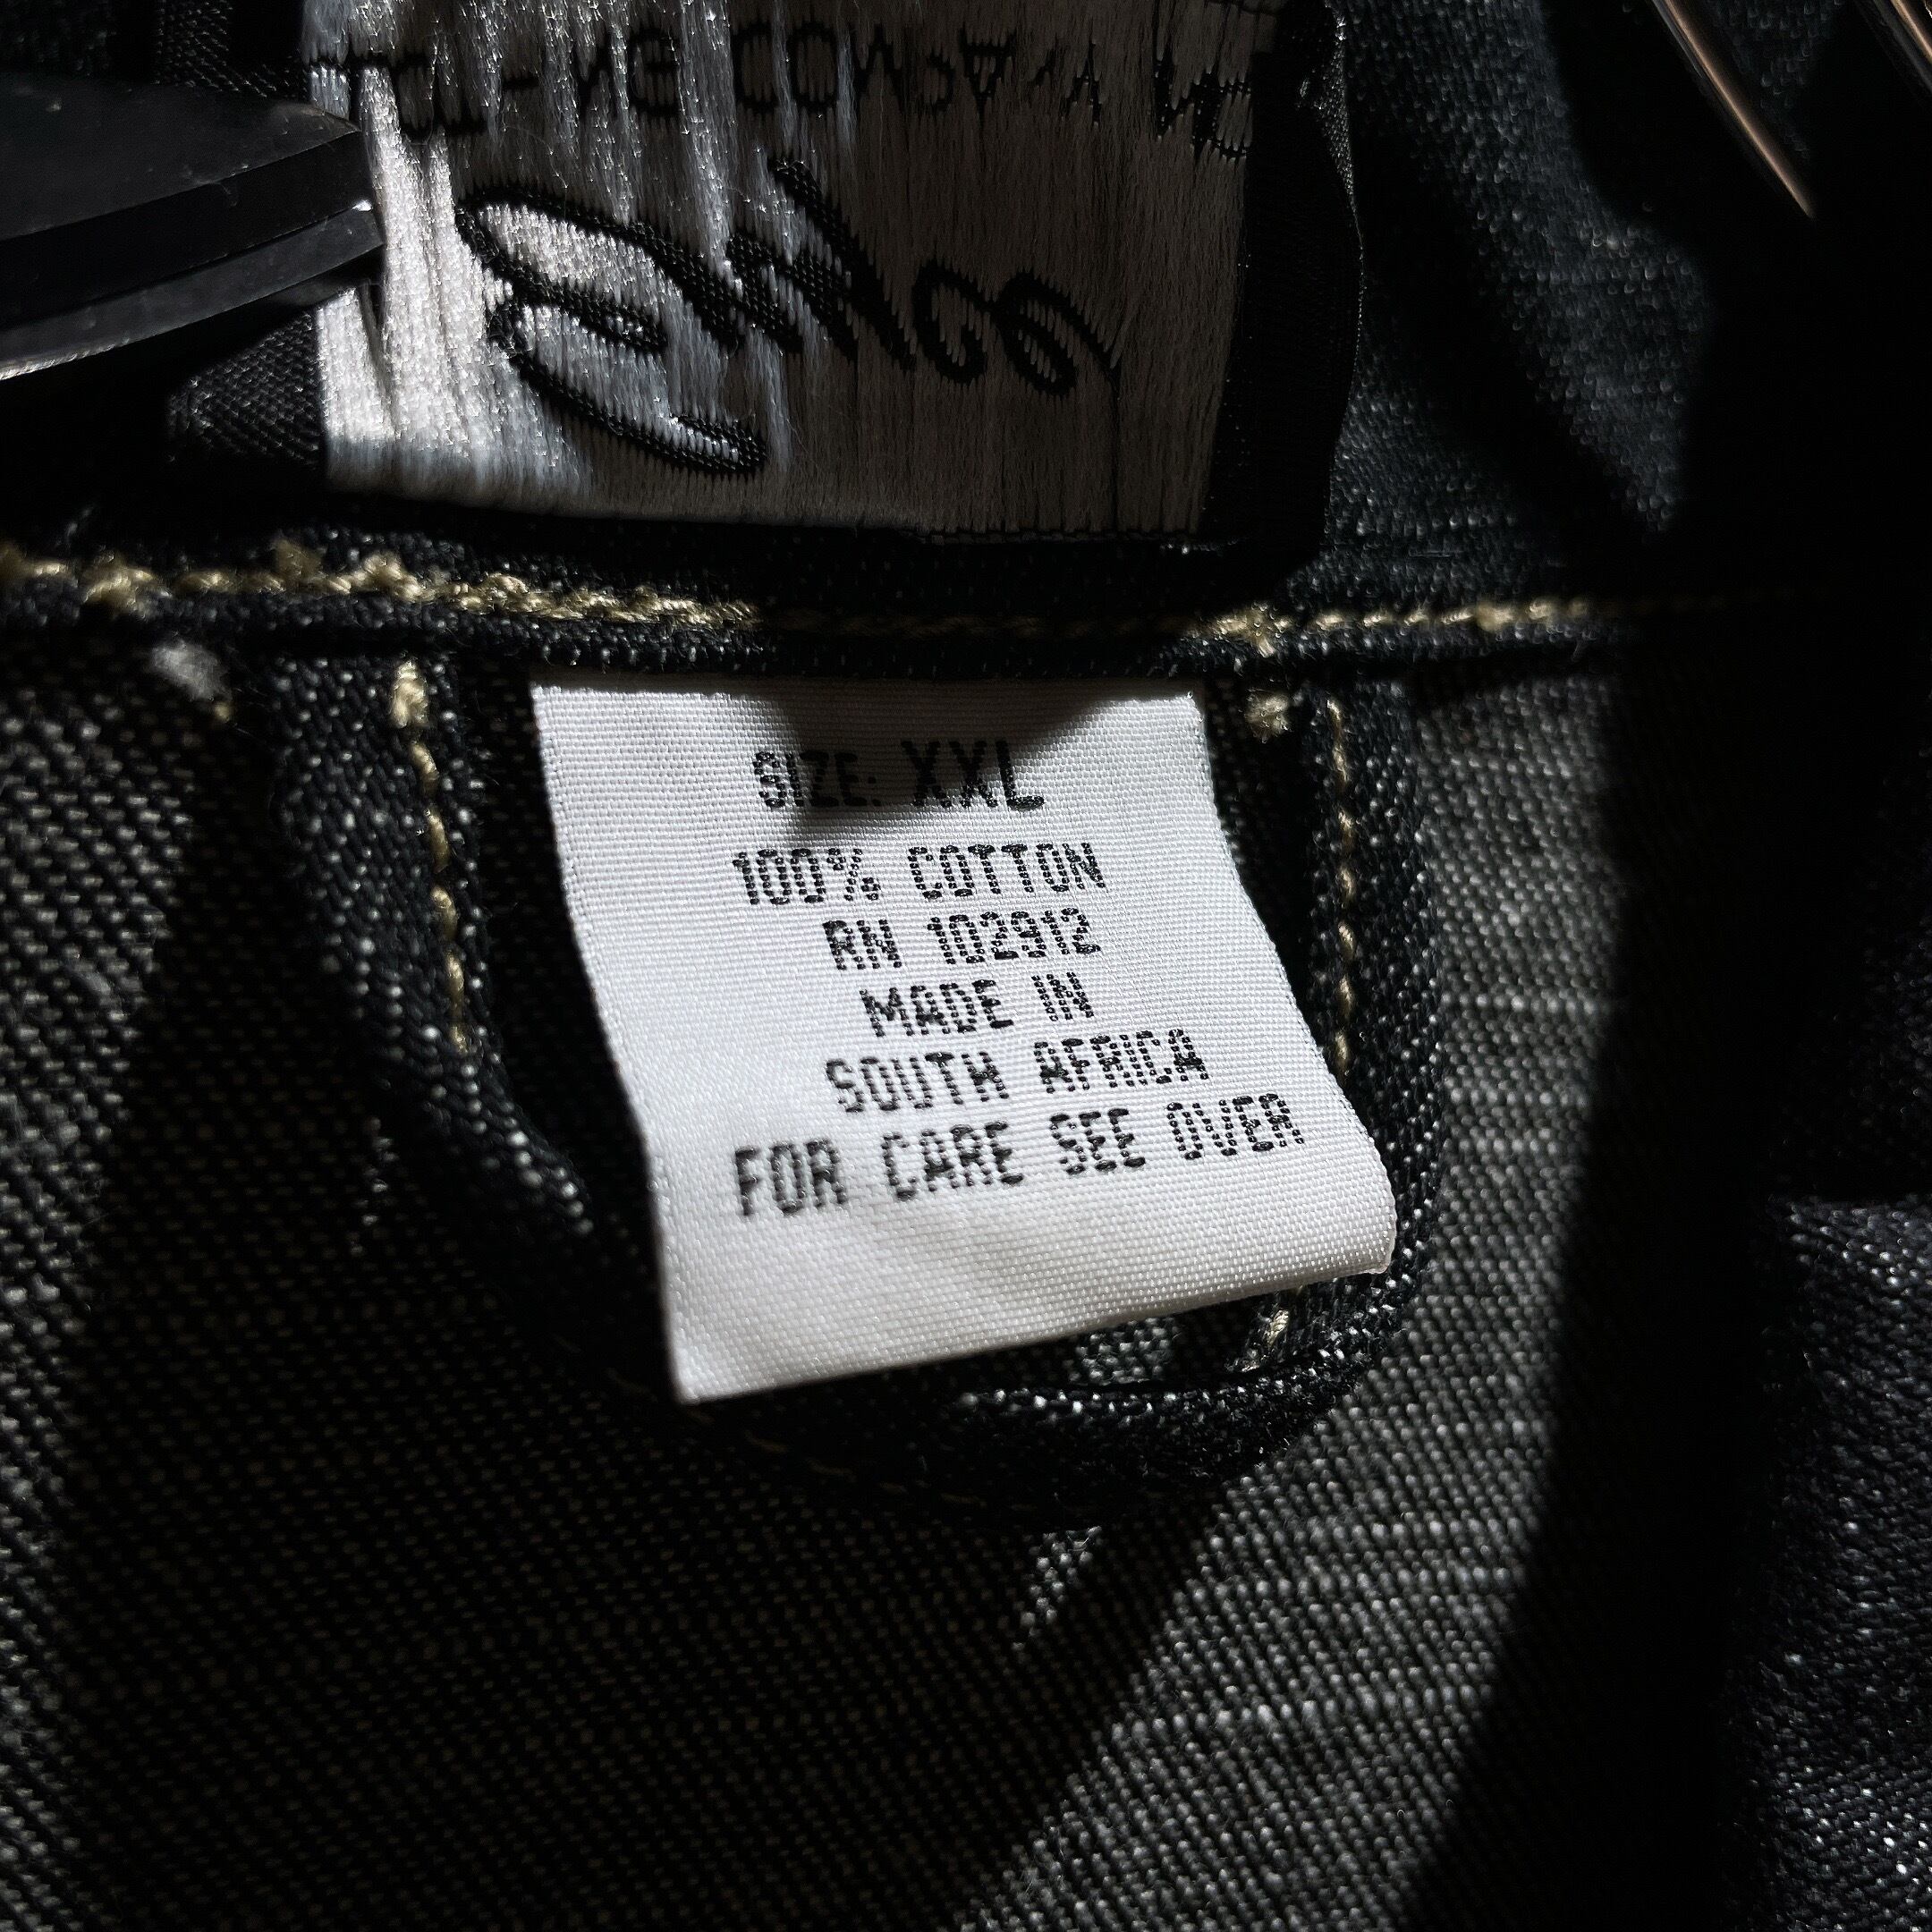 SIZE: XXL
100% COTTON
RN 102912
MADE IN
SOUTH AFRICA
FOR CARE SEE OVER